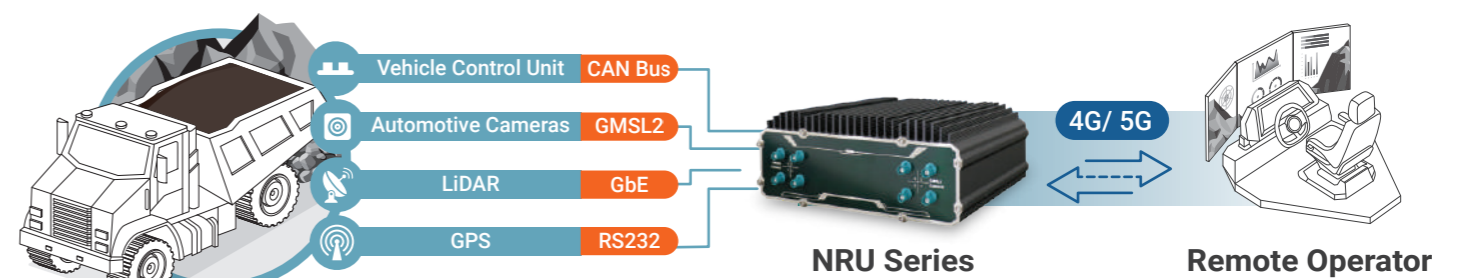 Vehicle Control Unit CAN Bus
Automotive Cameras GMSL2
LiDAR GbE
GPS RS232
4G/ 5G
NRU Series
Remote Operator